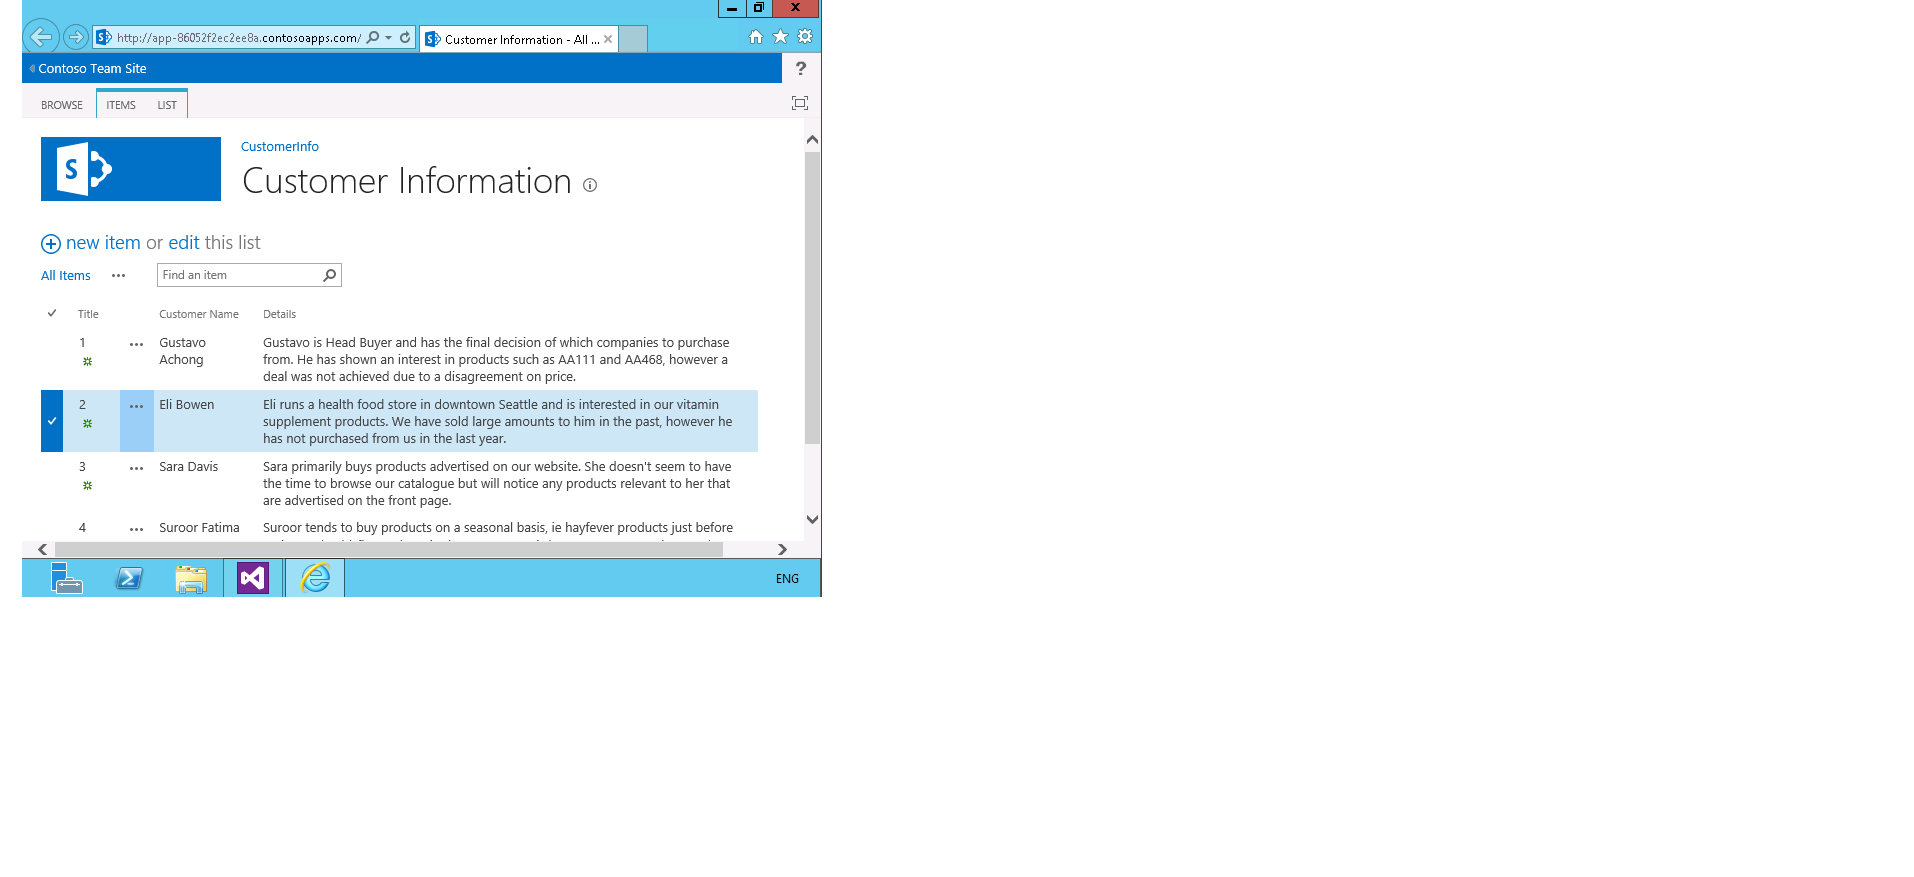 http://app-86052f2ec2ee8a.contosoapps.com/
Customer Information - All ...
Contoso Team Site
?
BROWSE ITEMS LIST
S
CustomerInfo
Customer Information
new item or edit this list
All Items ... Find an item
Title Customer Name Details
1 ... Gustavo Achong Gustavo is Head Buyer and has the final decision of which companies to purchase
from. He has shown an interest in products such as AA111 and AA468, however a
deal was not achieved due to a disagreement on price.
2 ... Eli Bowen Eli runs a health food store in downtown Seattle and is interested in our vitamin
supplement products. We have sold large amounts to him in the past, however he
has not purchased from us in the last year.
3 ... Sara Davis Sara primarily buys products advertised on our website. She doesn't seem to have
the time to browse our catalogue but will notice any products relevant to her that
are advertised on the front page.
4 ... Suroor Fatima Suroor tends to buy products on a seasonal basis, ie hayfever products just before
ENG